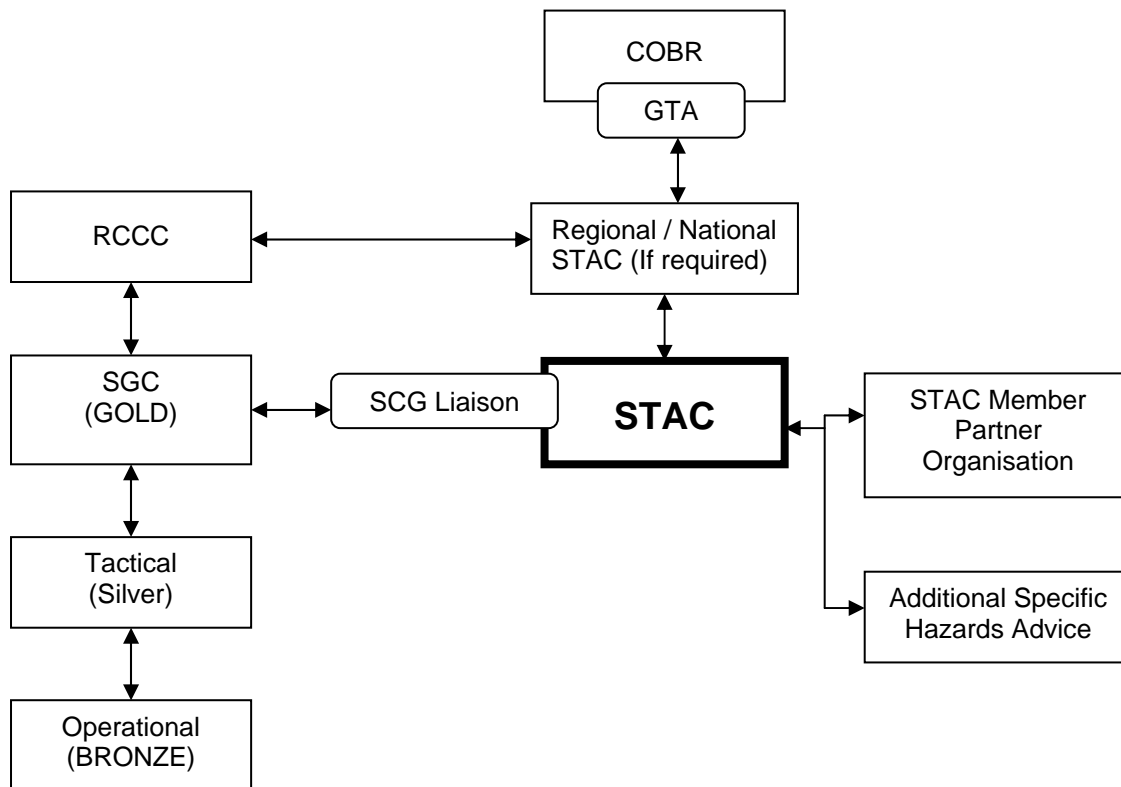 COBR
GTA
RCCC
Regional / National
STAC (If required)
SGC
(GOLD)
SCG Liaison
STAC
STAC Member
Partner
Organisation
Tactical
(Silver)
Additional Specific
Hazards Advice
Operational
(BRONZE)